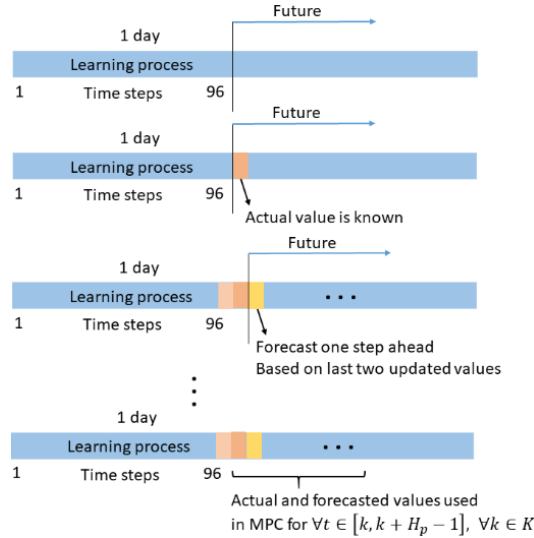 Future
1 day
Learning process
1 Time steps 96
1 day
Learning process
1 Time steps 96
Actual value is known
Future
1 day
Learning process
1 Time steps 96
Forecast one step ahead
Based on last two updated values
1 day
Learning process
1 Time steps 96
Actual and forecasted values used
in MPC for ∀t ∈ [k, k + H_p − 1], ∀k ∈ K